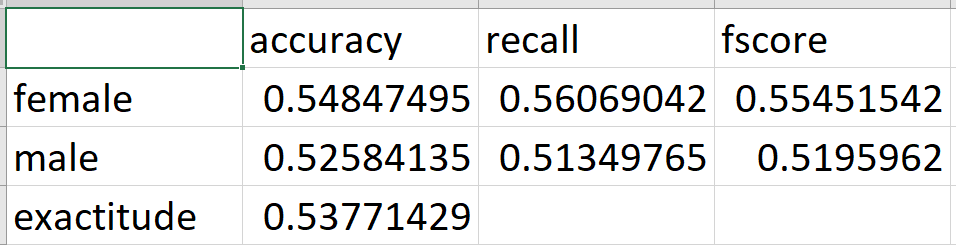 accuracy recall fscore
female 0.54847495 0.56069042 0.55451542
male 0.52584135 0.51349765 0.5195962
exactitude 0.53771429